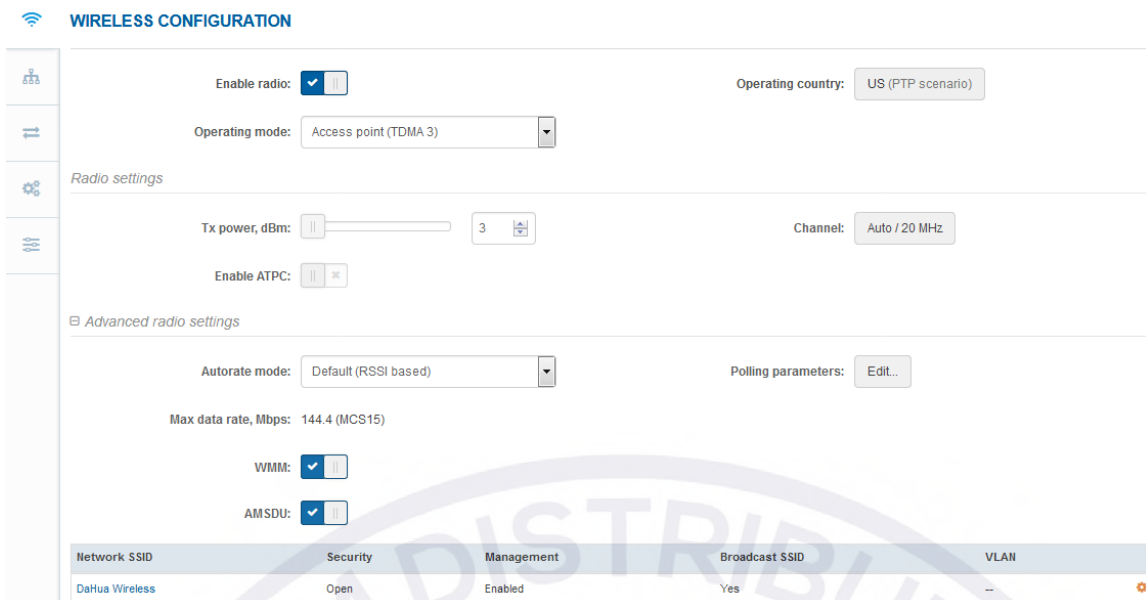 WIRELESS CONFIGURATION
Enable radio: Operating country: US (PTP scenario)
Operating mode: Access point (TDMA 3)
Radio settings
Tx power, dBm: 3 Channel: Auto / 20 MHz
Enable ATPC:
Advanced radio settings
Autorate mode: Default (RSSI based) Polling parameters: Edit...
Max data rate, Mbps: 144.4 (MCS15)
WMM:
AMSDU:
Network SSID Security Management Broadcast SSID VLAN
DaHua Wireless Open Enabled Yes --
A DISTRIBU